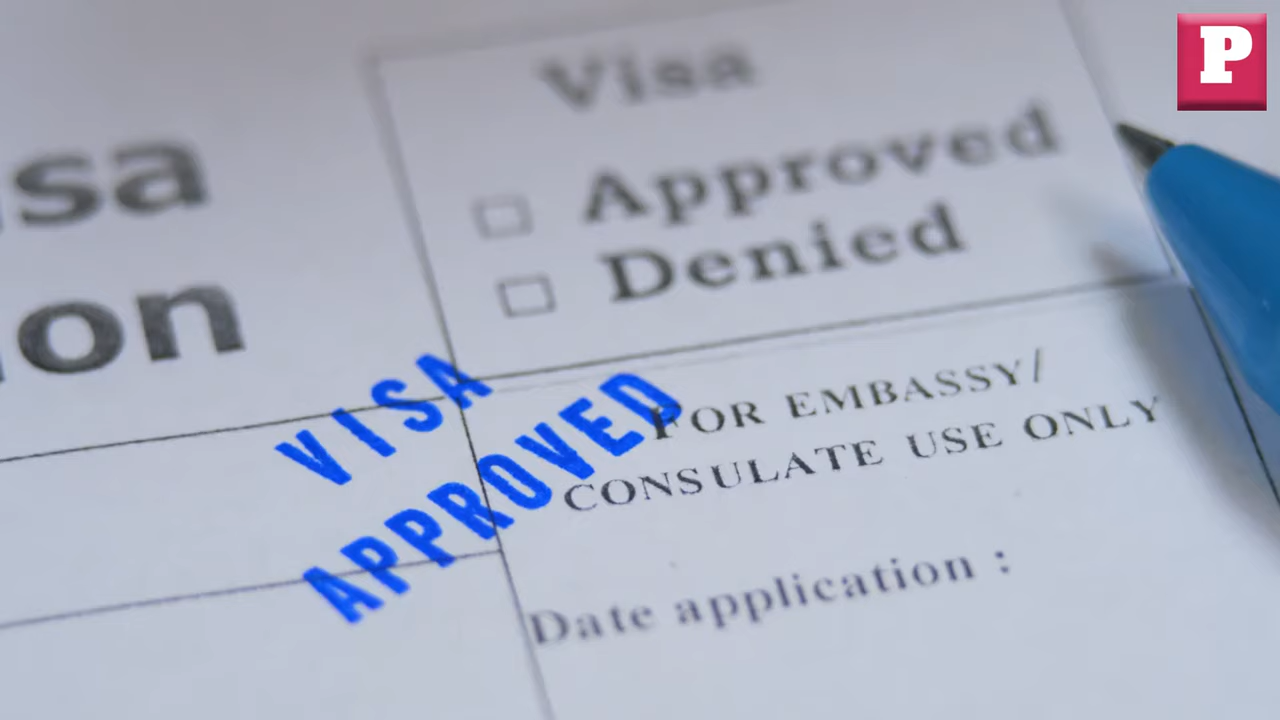 P
sa
on
Visa
Approved
Denied
VISA
APPROVED
FOR EMBASSY/
CONSULATE USE ONLY
Date application :